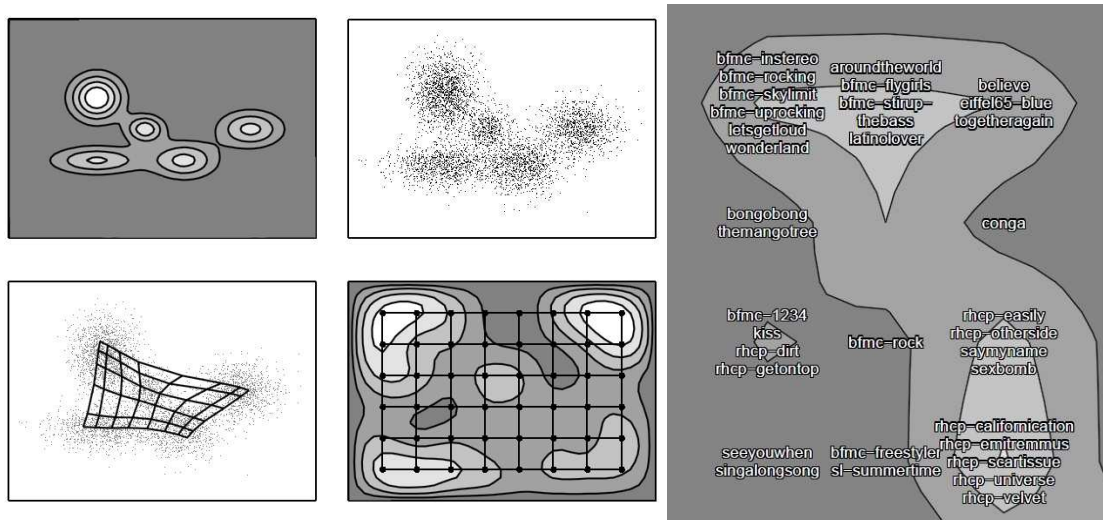 bfmc-instereo
bfmc-rocking
bfmc-skylimit
bfmc-uprocking
letsgetloud
wonderland
aroundtheworld
bfmc-flygirls
bfmc-stirup-
thebass
latinolover
believe
eiffel65-blue
togetheragain
bongobong
themangotree
conga
bfmc-1234
kiss
rhcp-dirt
rhcp-getontop
bfmc-rock
rhcp-easily
rhcp-otherside
saymyname
sexbomb
seeyouwhen
singalongsong
bfmc-freestyler
sl-summertime
rhcp-californication
rhcp-emitremmus
rhcp-scartissue
rhcp-universe
rhcp-velvet